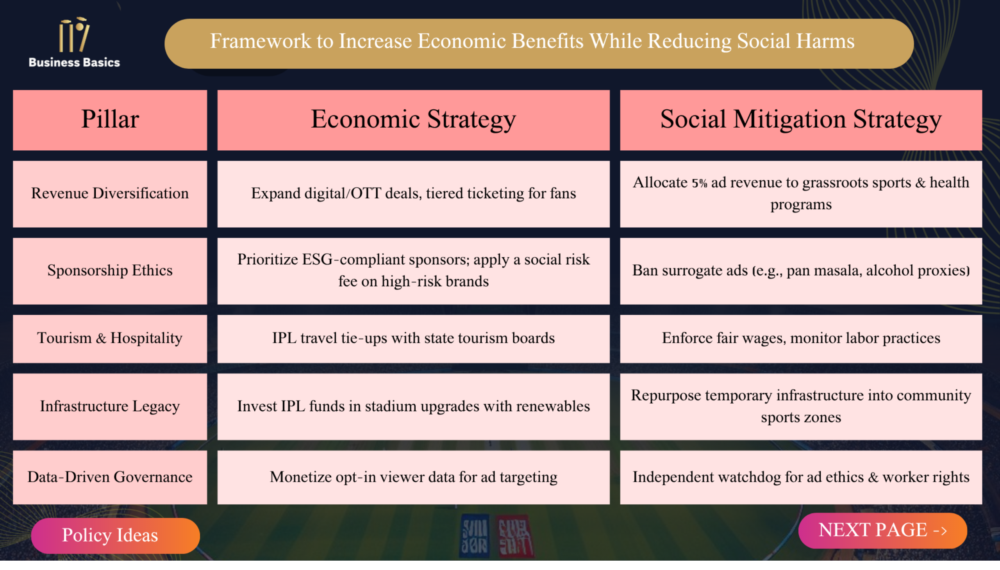 Business Basics
Framework to Increase Economic Benefits While Reducing Social Harms
Pillar
Economic Strategy
Social Mitigation Strategy
Revenue Diversification
Expand digital/OTT deals, tiered ticketing for fans
Allocate 5% ad revenue to grassroots sports & health
programs
Sponsorship Ethics
Prioritize ESG-compliant sponsors; apply a social risk
fee on high-risk brands
Ban surrogate ads (e.g., pan masala, alcohol proxies)
Tourism & Hospitality
IPL travel tie-ups with state tourism boards
Enforce fair wages, monitor labor practices
Infrastructure Legacy
Invest IPL funds in stadium upgrades with renewables
Repurpose temporary infrastructure into community
sports zones
Data-Driven Governance
Monetize opt-in viewer data for ad targeting
Independent watchdog for ad ethics & worker rights
Policy Ideas
NEXT PAGE ->